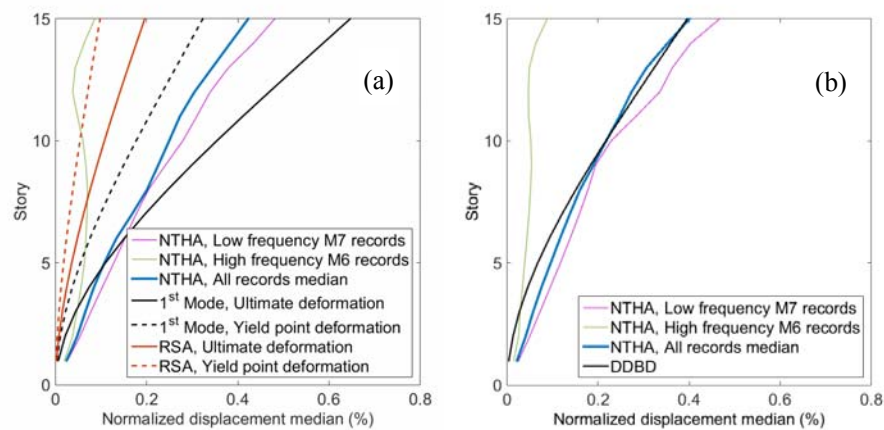 15
10
5
0
Story
(a)
NTHA, Low frequency M7 records
NTHA, High frequency M6 records
NTHA, All records median
1st Mode, Ultimate deformation
1st Mode, Yield point deformation
RSA, Ultimate deformation
RSA, Yield point deformation
0 0.2 0.4 0.6 0.8
Normalized displacement median (%)
15
10
5
0
Story
(b)
NTHA, Low frequency M7 records
NTHA, High frequency M6 records
NTHA, All records median
DDBD
0 0.2 0.4 0.6 0.8
Normalized displacement median (%)